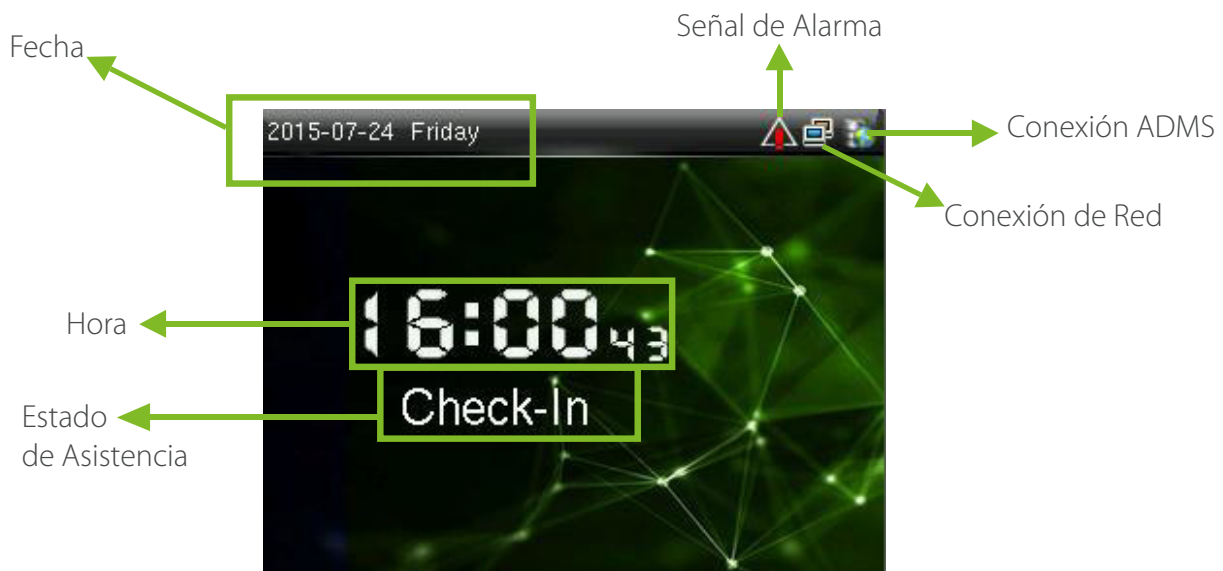 Señal de Alarma
Fecha
2015-07-24 Friday
Conexión ADMS
Conexión de Red
16:00 43
Hora
Check-In
Estado
de Asistencia